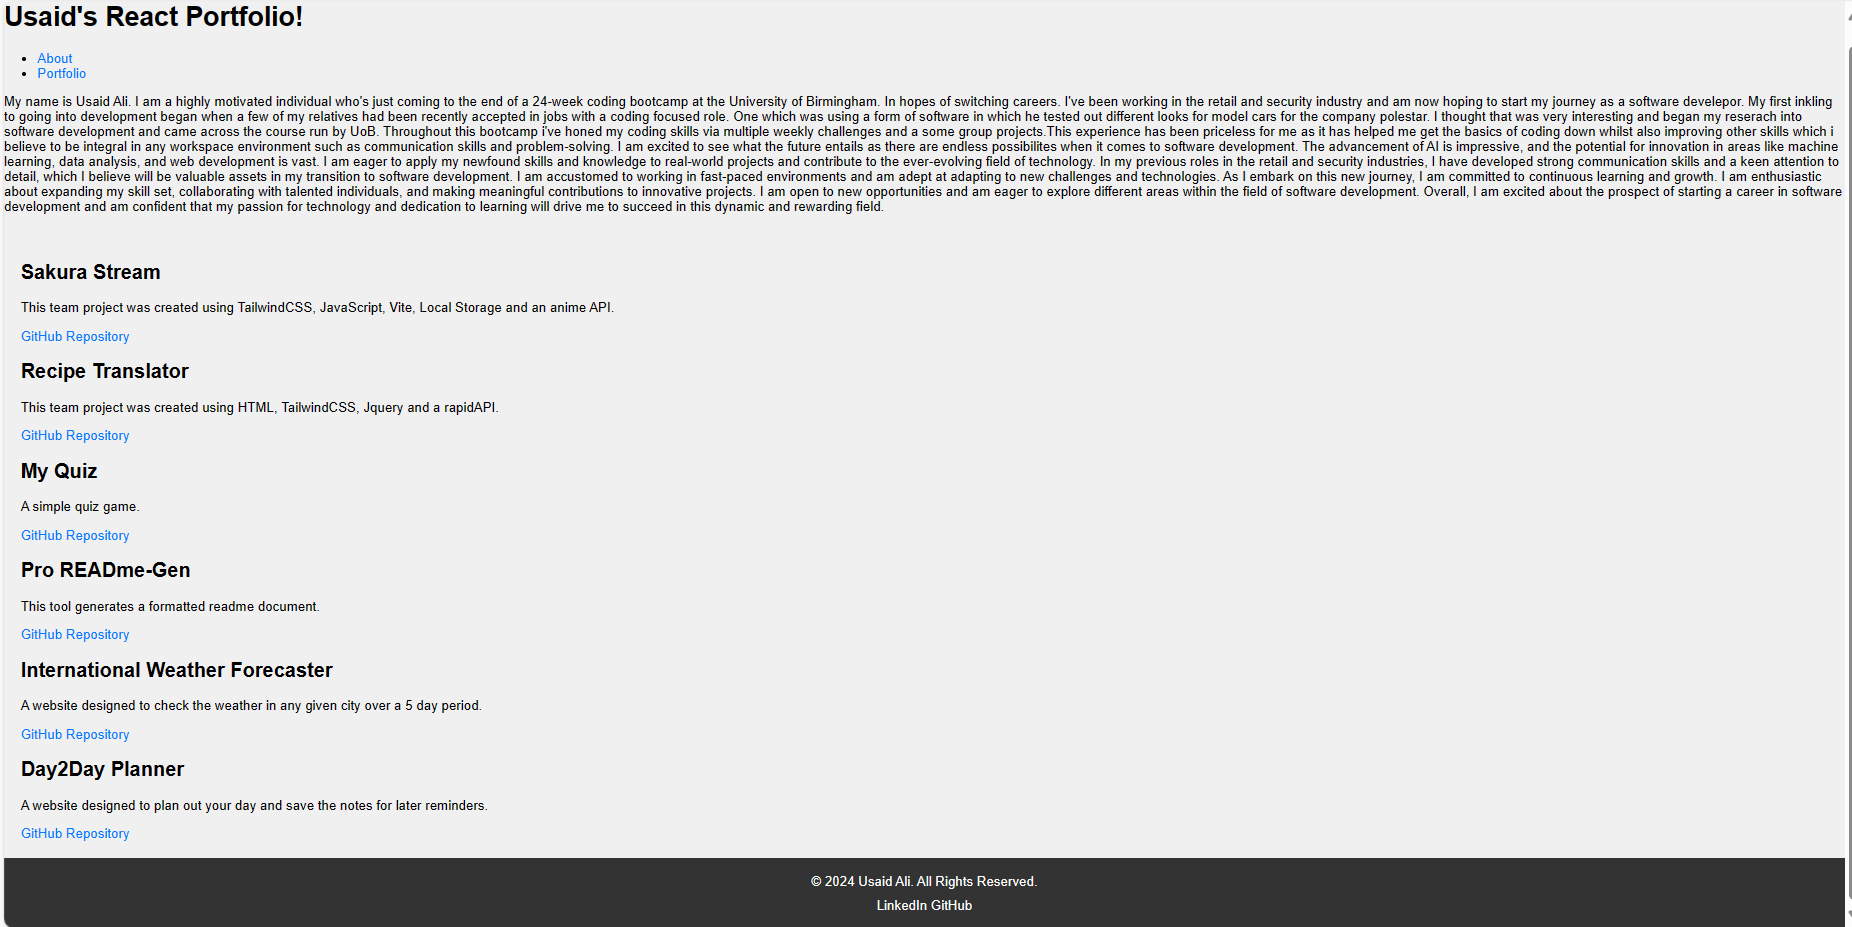 Usaid's React Portfolio!
About
Portfolio
My name is Usaid Ali. I am a highly motivated individual who's just coming to the end of a 24-week coding bootcamp at the University of Birmingham. In hopes of switching careers. I've been working in the retail and security industry and am now hoping to start my journey as a software develepor. My first inkling
to going into development began when a few of my relatives had been recently accepted in jobs with a coding focused role. One which was using a form of software in which he tested out different looks for model cars for the company polestar. I thought that was very interesting and began my reserach into
software development and came across the course run by UoB. Throughout this bootcamp i've honed my coding skills via multiple weekly challenges and a some group projects.This experience has been priceless for me as it has helped me get the basics of coding down whilst also improving other skills which i
believe to be integral in any workspace environment such as communication skills and problem-solving. I am excited to see what the future entails as there are endless possibilites when it comes to software development. The advancement of AI is impressive, and the potential for innovation in areas like machine
learning, data analysis, and web development is vast. I am eager to apply my newfound skills and knowledge to real-world projects and contribute to the ever-evolving field of technology. In my previous roles in the retail and security industries, I have developed strong communication skills and a keen attention to
detail, which I believe will be valuable assets in my transition to software development. I am accustomed to working in fast-paced environments and am adept at adapting to new challenges and technologies. As I embark on this new journey, I am committed to continuous learning and growth. I am enthusiastic
about expanding my skill set, collaborating with talented individuals, and making meaningful contributions to innovative projects. I am open to new opportunities and am eager to explore different areas within the field of software development. Overall, I am excited about the prospect of starting a career in software
development and am confident that my passion for technology and dedication to learning will drive me to succeed in this dynamic and rewarding field.
Sakura Stream
This team project was created using TailwindCSS, JavaScript, Vite, Local Storage and an anime API.
GitHub Repository
Recipe Translator
This team project was created using HTML, TailwindCSS, Jquery and a rapidAPI.
GitHub Repository
My Quiz
A simple quiz game.
GitHub Repository
Pro READme-Gen
This tool generates a formatted readme document.
GitHub Repository
International Weather Forecaster
A website designed to check the weather in any given city over a 5 day period.
GitHub Repository
Day2Day Planner
A website designed to plan out your day and save the notes for later reminders.
GitHub Repository
© 2024 Usaid Ali. All Rights Reserved.
LinkedIn GitHub